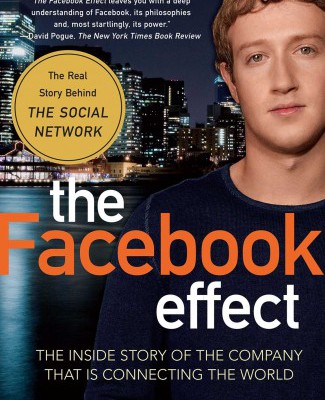 The Facebook Effect leaves you with a deep
understanding of Facebook, its philosophies
and, most startlingly, its power."
David Pogue, The New York Times Book Review
The Real
Story Behind
THE SOCIAL
NETWORK
the
Facebook
effect
THE INSIDE STORY OF THE COMPANY
THAT IS CONNECTING THE WORLD